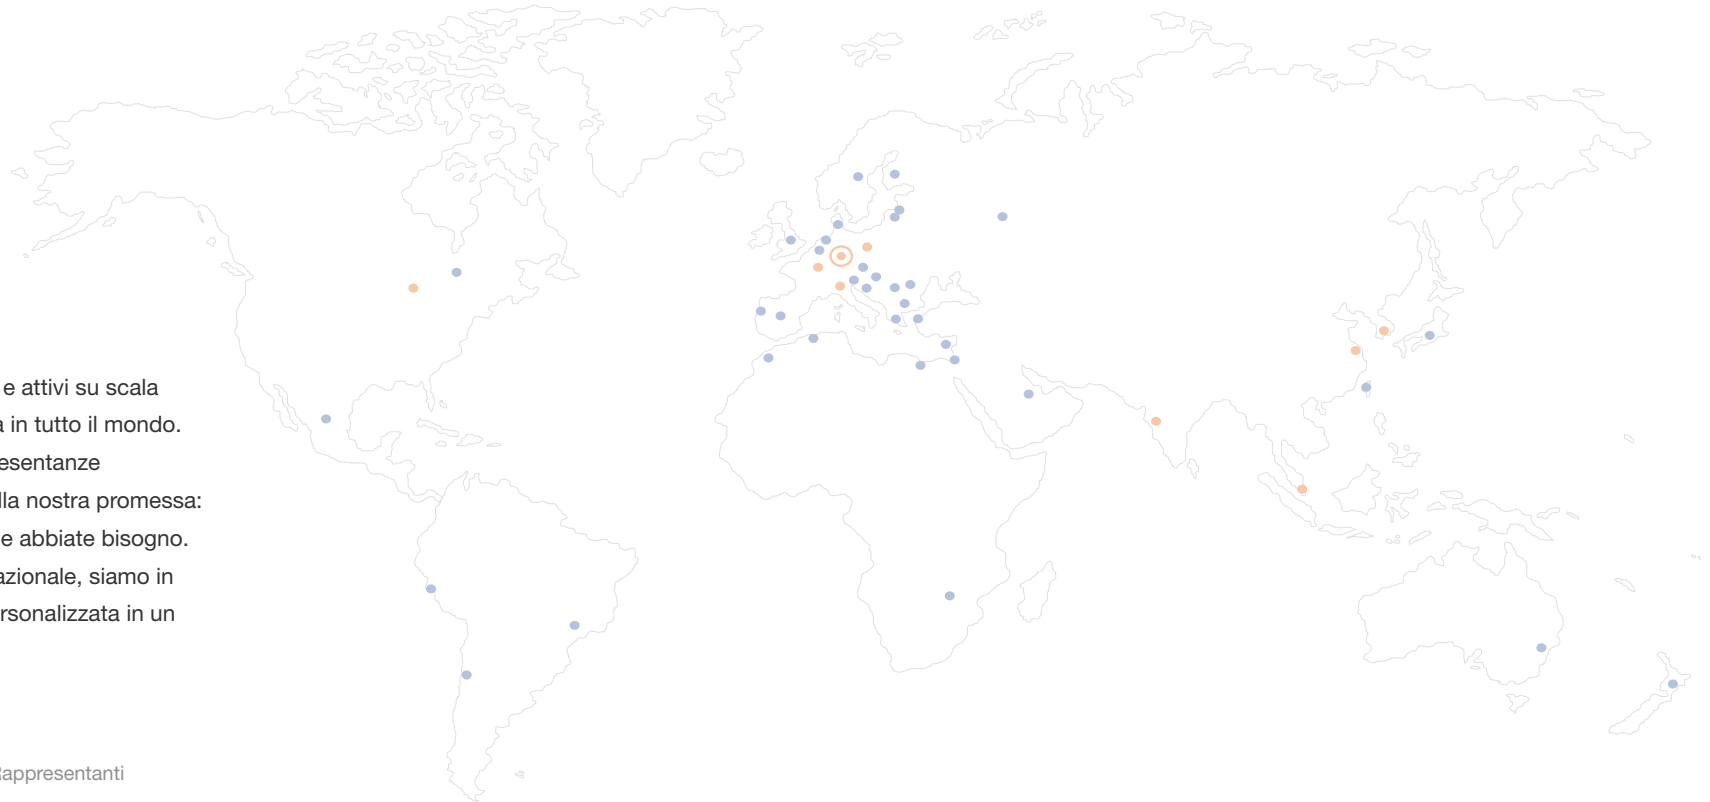 e attivi su scala
in tutto il mondo.
esentanze
lla nostra promessa:
e abbiate bisogno.
azionale, siamo in
rsonalizzata in un
appresentanti